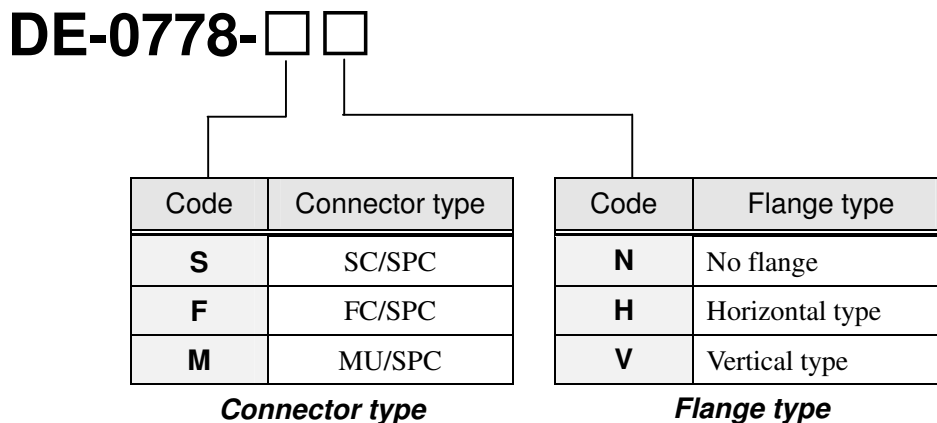 DE-0778-□□
Code Connector type
S SC/SPC
F FC/SPC
M MU/SPC
Connector type
Code Flange type
N No flange
H Horizontal type
V Vertical type
Flange type